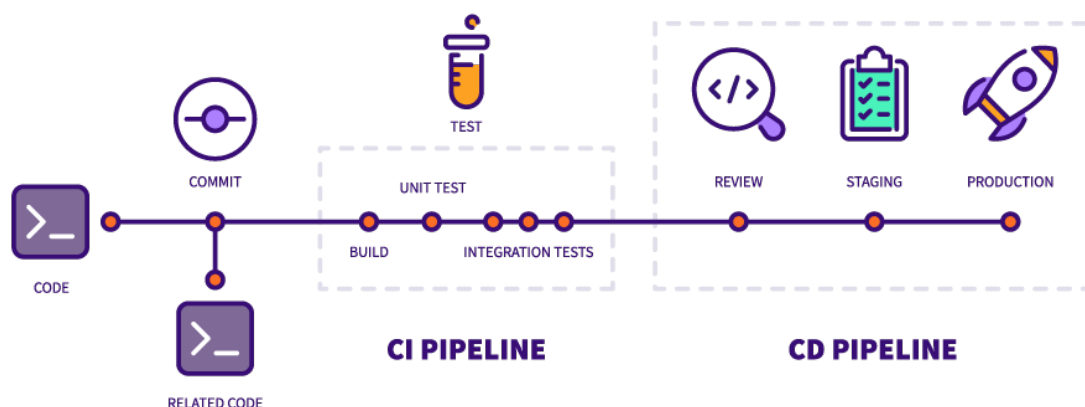 TEST
COMMIT
UNIT TEST
REVIEW
STAGING
PRODUCTION
BUILD
INTEGRATION TESTS
CODE
CI PIPELINE
CD PIPELINE
RELATED CODE